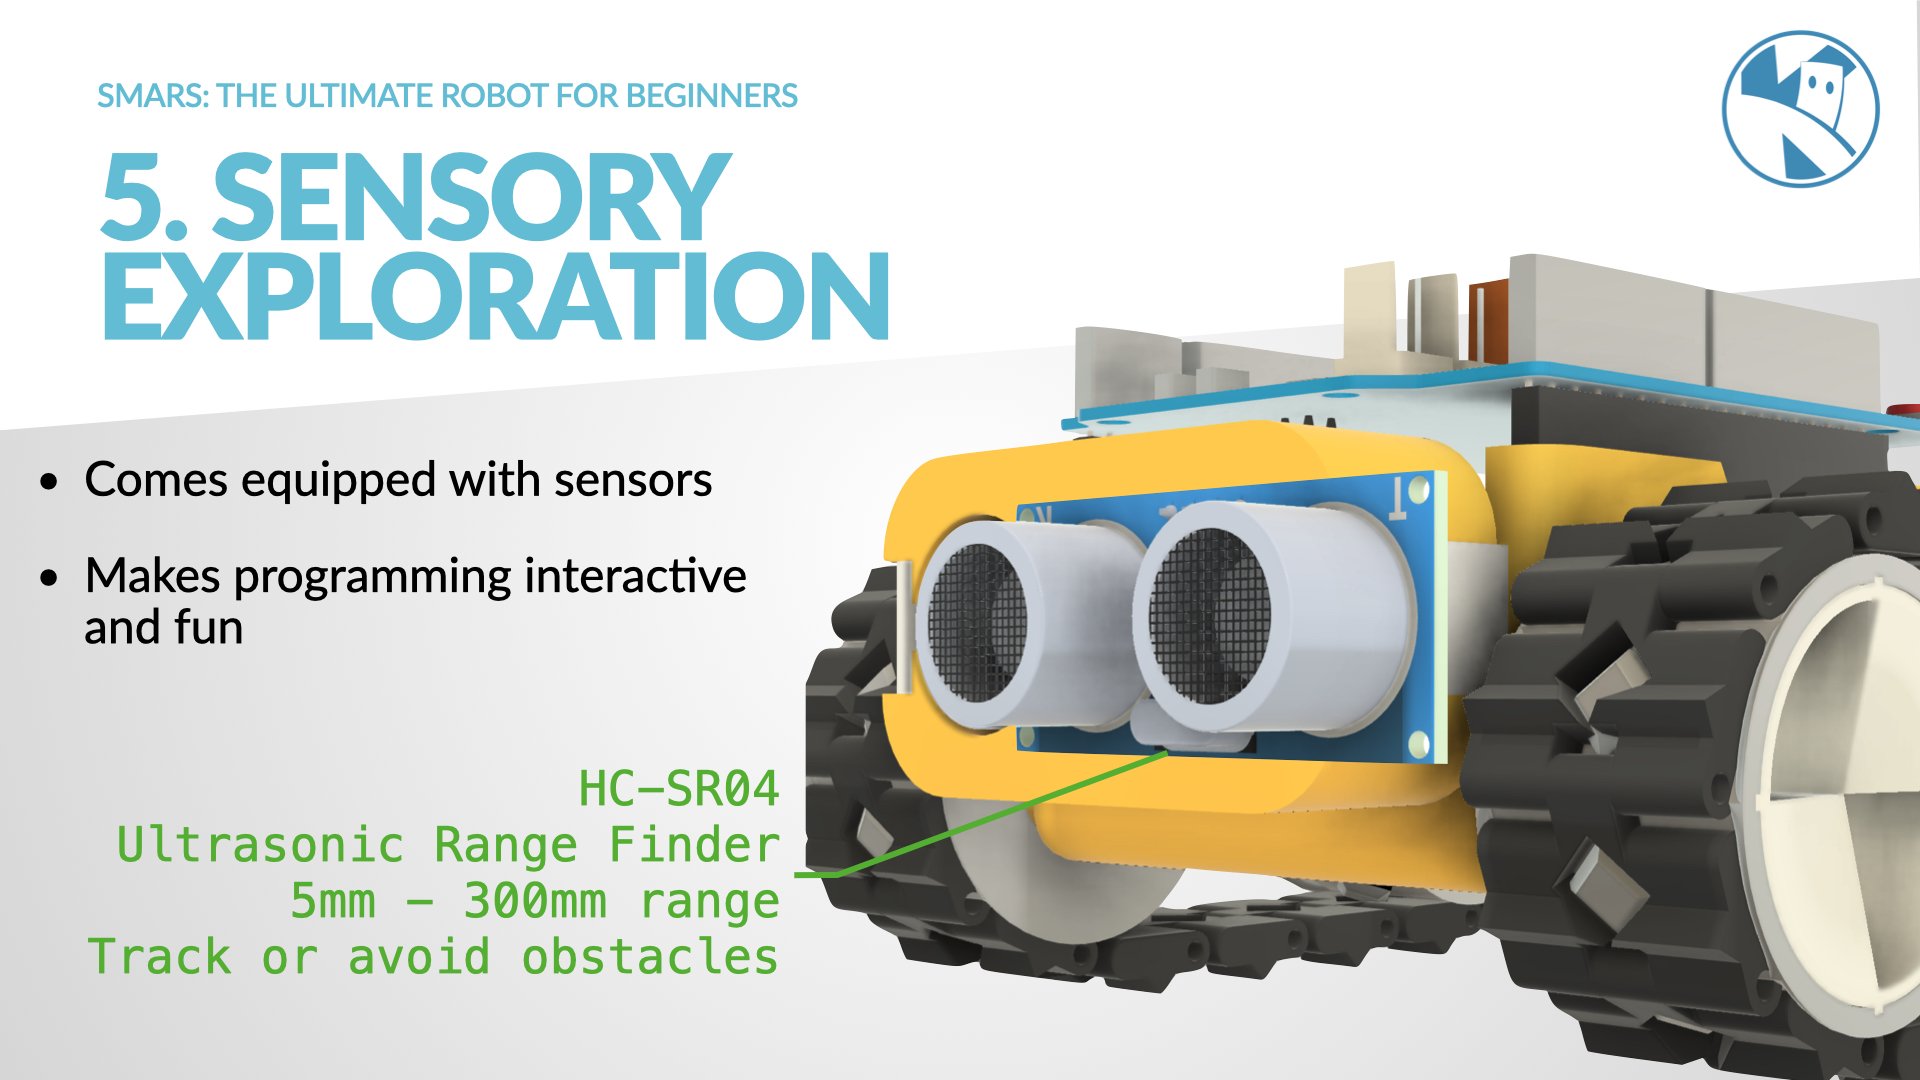 SMARS: THE ULTIMATE ROBOT FOR BEGINNERS
5. SENSORY
EXPLORATION
• Comes equipped with sensors
• Makes programming interactive
and fun
HC-SR04
Ultrasonic Range Finder
5mm - 300mm range
Track or avoid obstacles
R
T